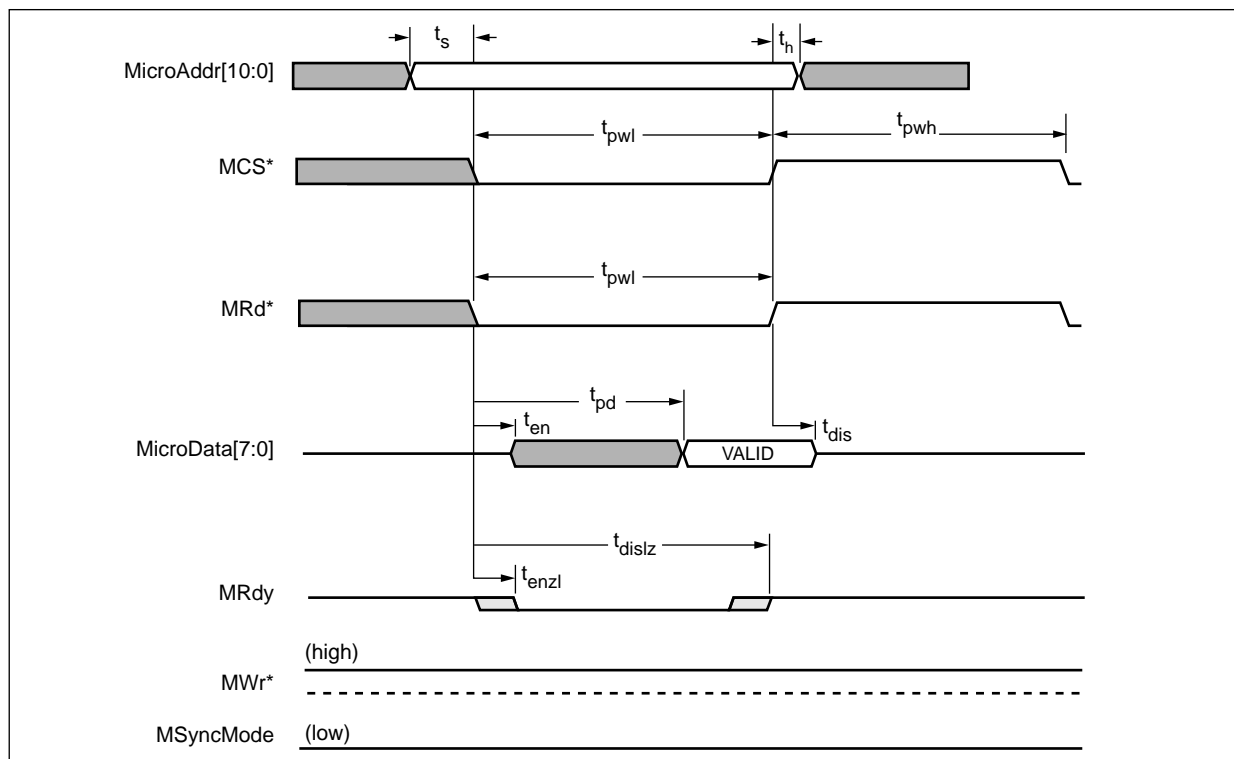 t_s
t_h
MicroAddr[10:0]
t_pwl
t_pwh
MCS*
t_pwl
MRd*
t_pd
t_en
t_dis
MicroData[7:0]
VALID
t_dislz
t_enzl
MRdy
(high)
MWr*
MSyncMode
(low)